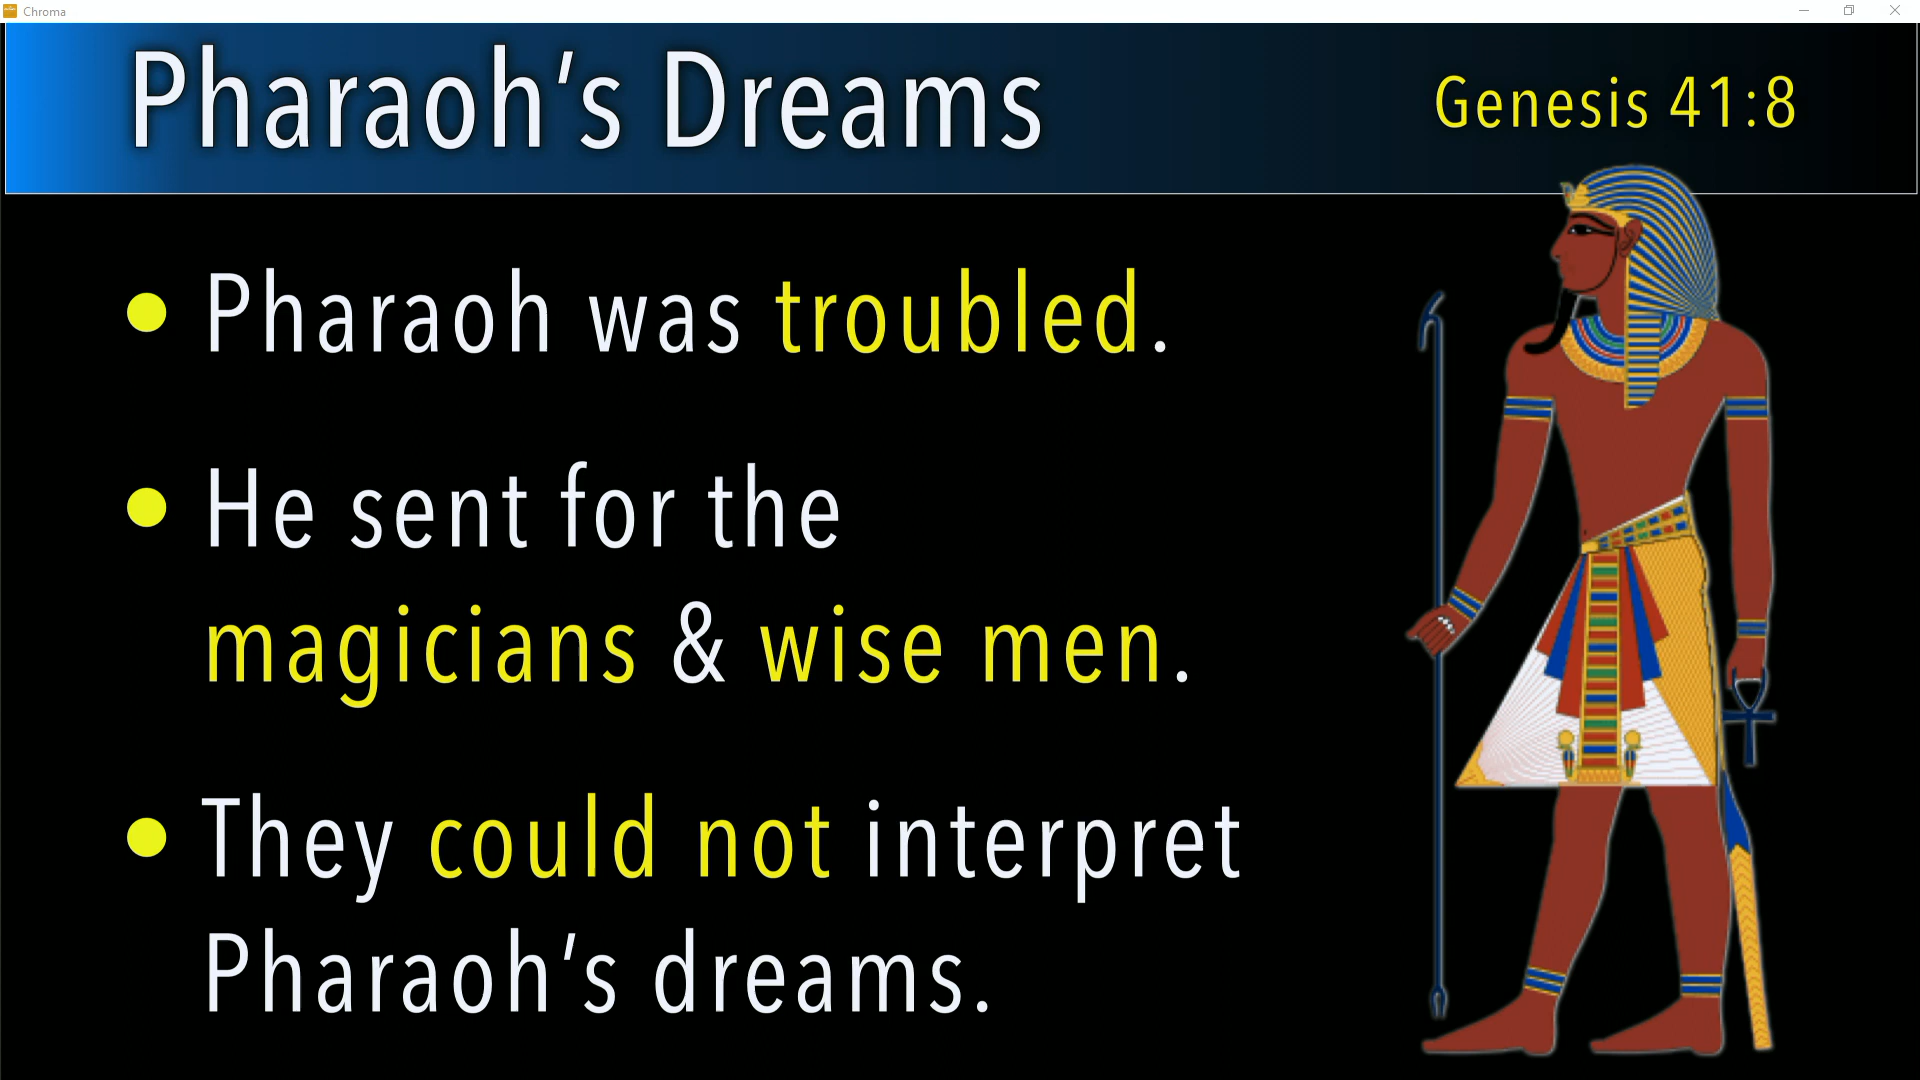 Chroma
Pharaoh’s Dreams
Genesis 41:8
• Pharaoh was troubled.
• He sent for the
magicians & wise men.
• They could not interpret
Pharaoh’s dreams.